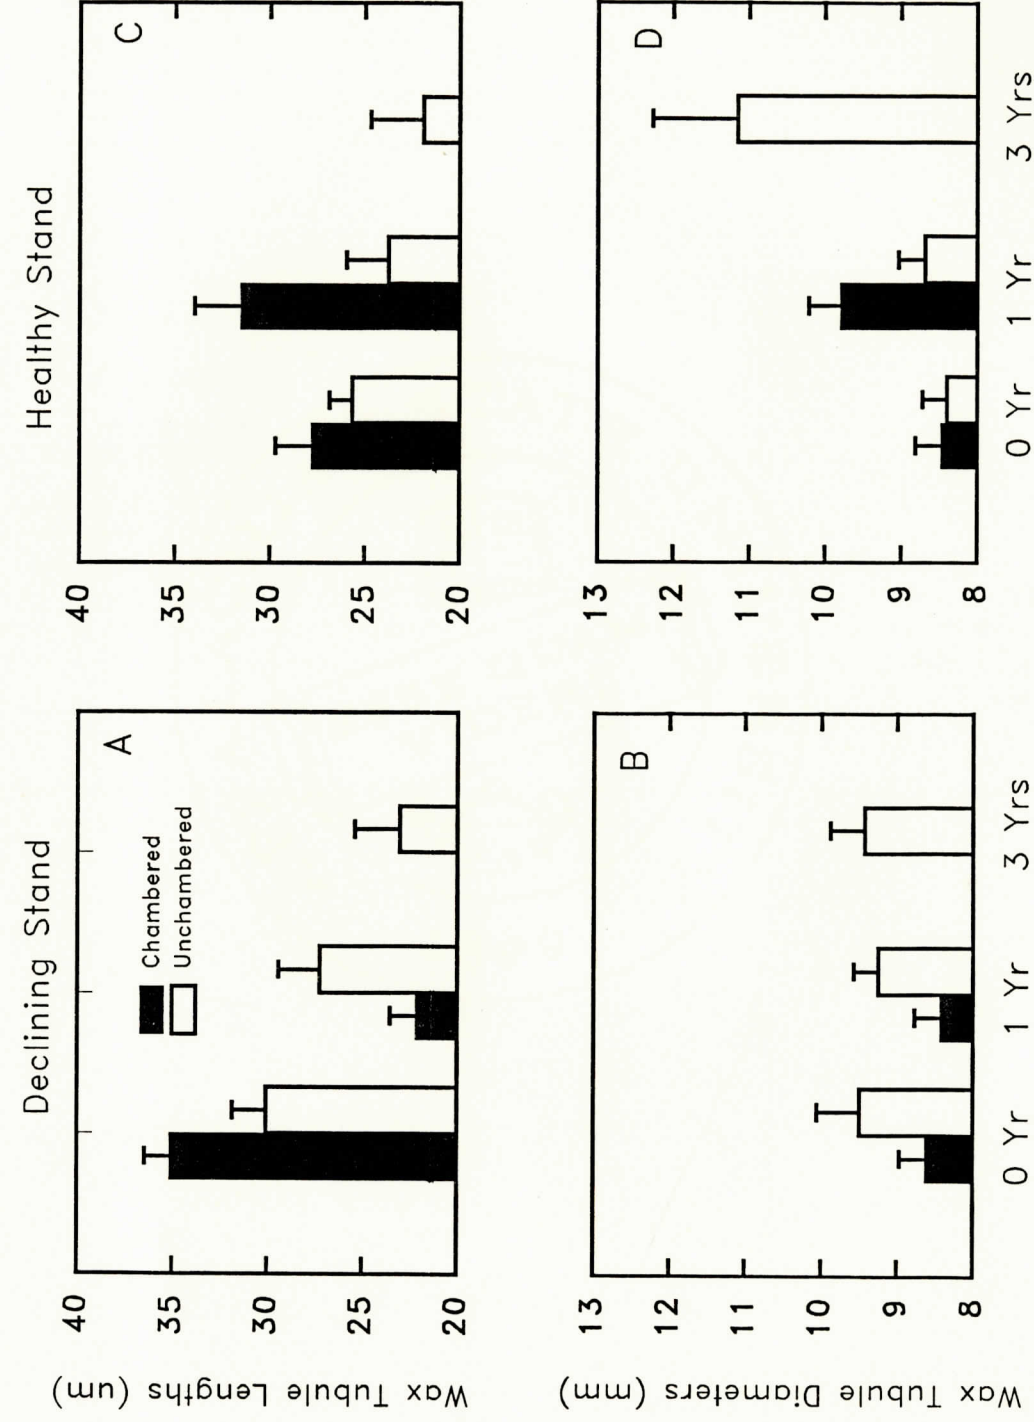 Declining Stand
Healthy Stand
Wax Tubule Lengths (um)
40
35
30
25
20
A
Chambered
Unchambered
40
35
30
25
20
C
Wax Tubule Diameters (mm)
13
12
11
10
9
8
B
0 Yr
1 Yr
3 Yrs
13
12
11
10
9
8
D
0 Yr
1 Yr
3 Yrs